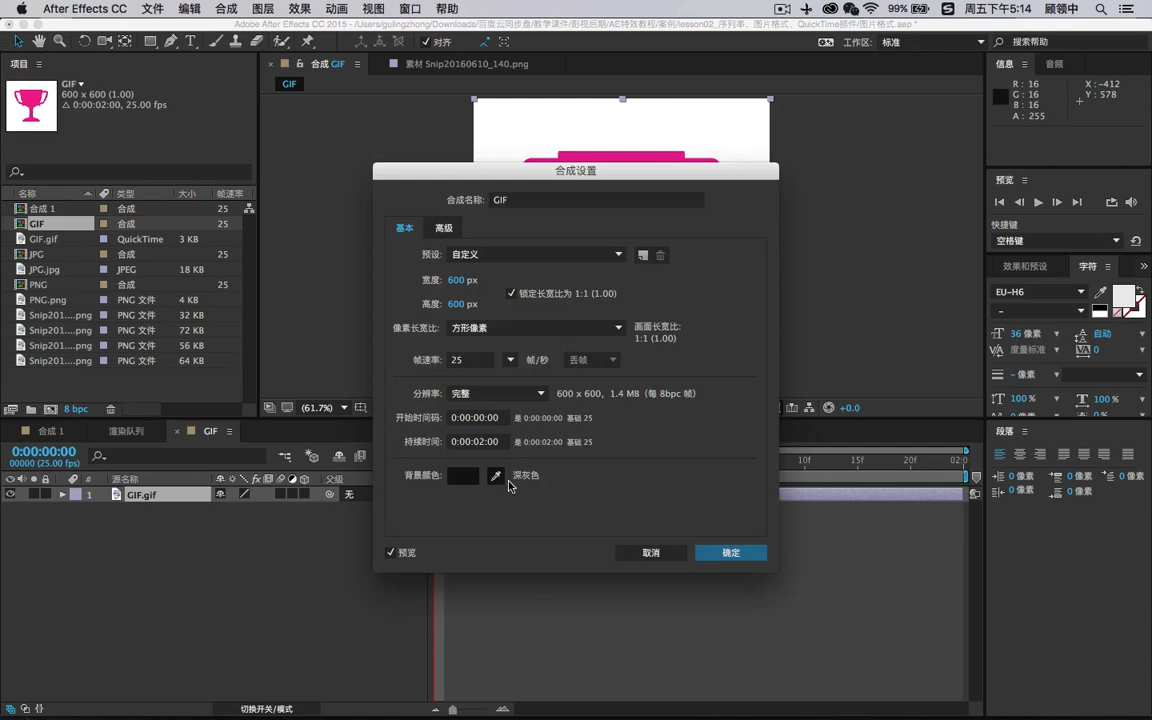 After Effects CC 文件 编辑 合成 图层 效果 动画 视图 窗口 帮助 99% 周五下午5:14 顾领中
Adobe After Effects CC 2015 - /Users/gulingzhong/Downloads/百度云同步盘/教学课件/影视后期/AE特效教程/案例/lesson02_序列串、图片格式、QuickTime插件/图片格式.aep *
对齐 工作区: 标准 搜索帮助
项目
合成 GIF
素材 Snip20160610_140.png
信息 音频
GIF
GIF▼
600 x 600 (1.00)
Δ 0:00:02:00, 25.00 fps
R: 16
G: 16
B: 16
A: 255
X: -412
Y: 578
名称 类型 大小 帧速率
合成 1 合成 25
GIF 合成 25
GIF.gif QuickTime 3 KB
JPG 合成 25
JPG.jpg JPEG 18 KB
PNG 合成 25
PNG.png PNG 文件 4 KB
Snip201....png PNG 文件 32 KB
Snip201....png PNG 文件 72 KB
Snip201....png PNG 文件 56 KB
Snip201....png PNG 文件 64 KB
8 bpc
合成设置
合成名称: GIF
基本 高级
预设: 自定义
宽度: 600 px
锁定长宽比为 1:1 (1.00)
高度: 600 px
像素长宽比: 方形像素
画面长宽比:
1:1 (1.00)
帧速率: 25 帧/秒 丢帧
分辨率: 完整 600 x 600, 1.4 MB (每 8bpc 帧)
开始时间码: 0:00:00:00 是 0:00:00:00 基础 25
持续时间: 0:00:02:00 是 0:00:02:00 基础 25
背景颜色: 深灰色
预览 取消 确定
预览
快捷键
空格键
效果和预设 字符
EU-H6
-
36 像素 自动
度量标准 0
- 像素
100 % 100 %
(61.7%) +0.0
段落
0 像素 0 像素 0 像素
0 像素 0 像素
合成 1 渲染队列 GIF
0:00:00:00
00000 (25.00 fps)
10f 15f 20f 02:0
# 源名称 父级
1 GIF.gif 无
切换开关/模式